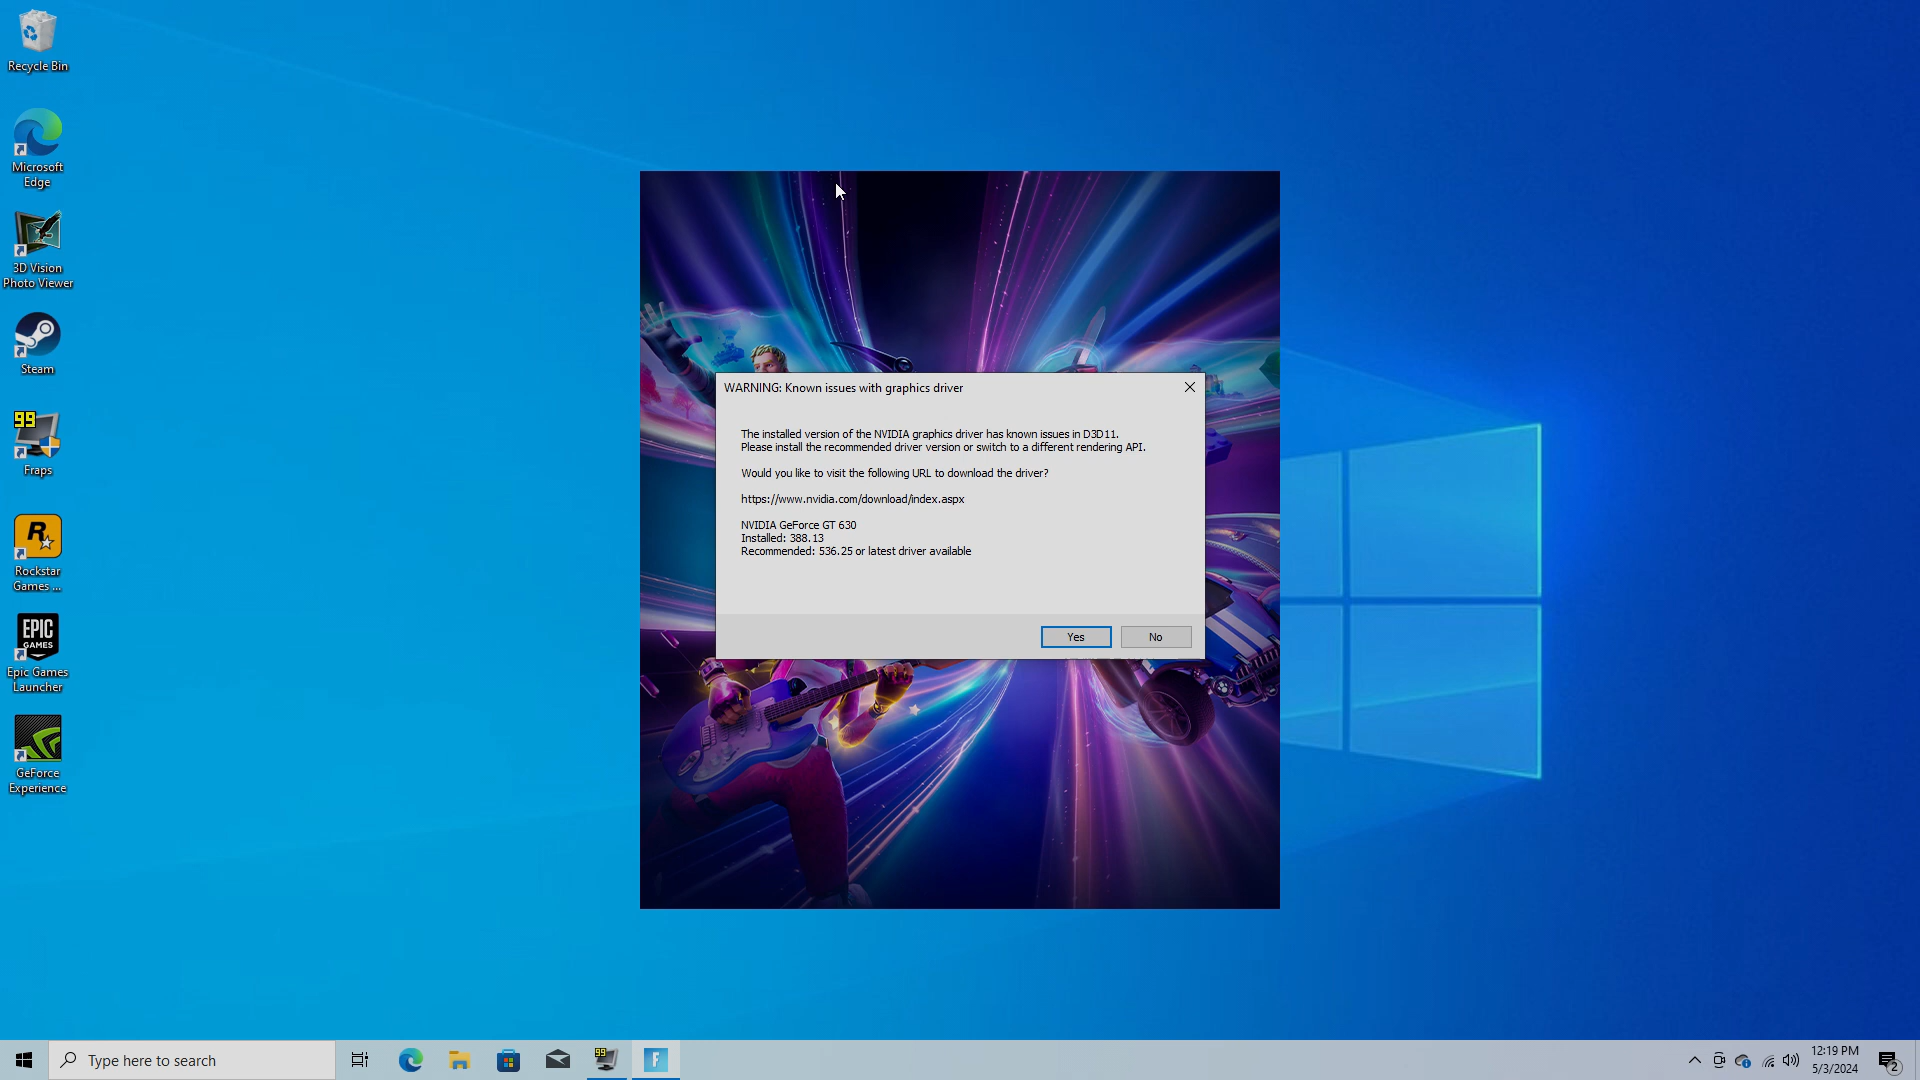 Recycle Bin
Microsoft
Edge
3D Vision
Photo Viewer
Steam
99
Fraps
R
Rockstar
Games ...
EPIC
GAMES
Epic Games
Launcher
GeForce
Experience
WARNING: Known issues with graphics driver
The installed version of the NVIDIA graphics driver has known issues in D3D11.
Please install the recommended driver version or switch to a different rendering API.
Would you like to visit the following URL to download the driver?
https://www.nvidia.com/download/index.aspx
NVIDIA GeForce GT 630
Installed: 388.13
Recommended: 536.25 or latest driver available
Yes
No
Type here to search
99
F
12:19 PM
5/3/2024
2